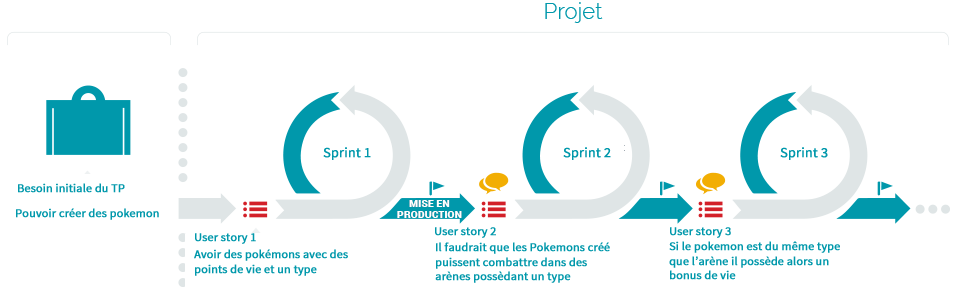 Projet
Besoin initiale du TP
Pouvoir créer des pokemon
Sprint 1
Sprint 2
Sprint 3
MISE EN
PRODUCTION
User story 1
Avoir des pokémons avec des
points de vie et un type
User story 2
Il faudrait que les Pokemons créé
puissent combattre dans des
arènes possèdant un type
User story 3
Si le pokemon est du même type
que l'arène il possède alors un
bonus de vie